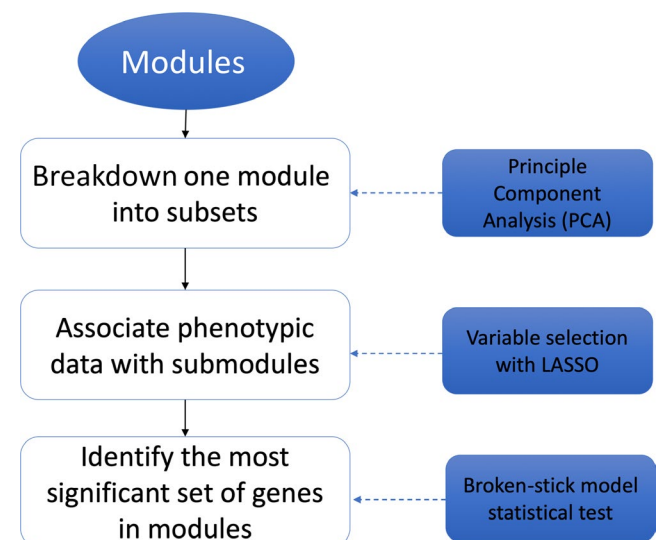 Modules
Breakdown one module
into subsets
Principle
Component
Analysis (PCA)
Associate phenotypic
data with submodules
Variable selection
with LASSO
Identify the most
significant set of genes
in modules
Broken-stick model
statistical test